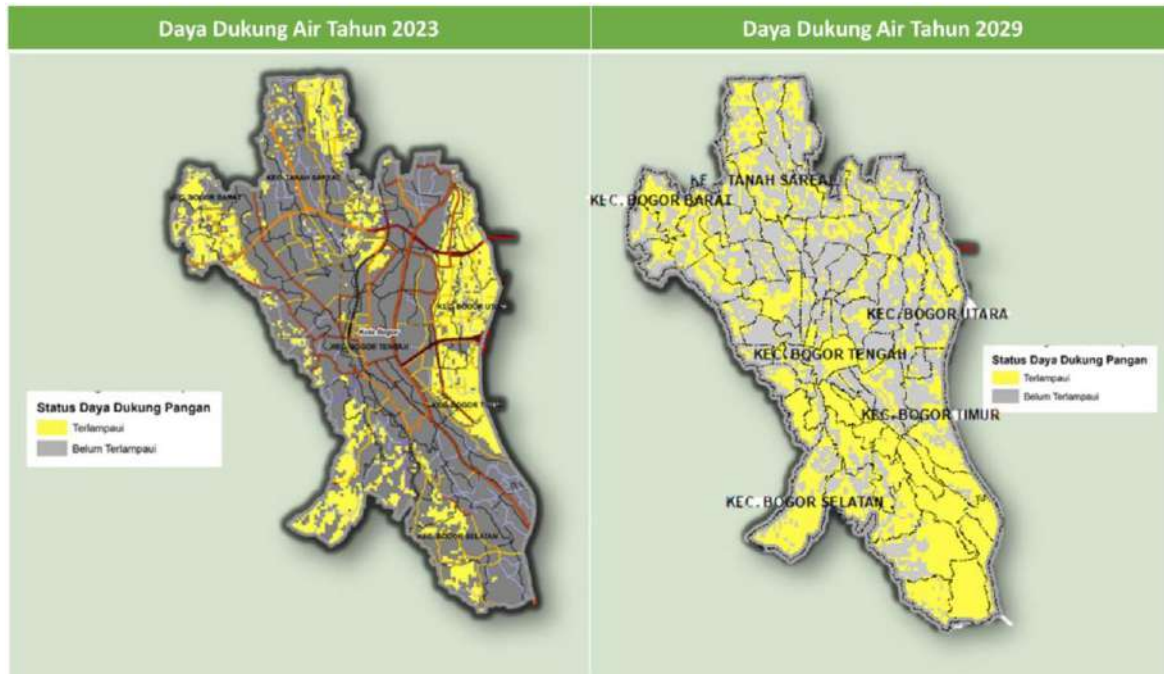 Daya Dukung Air Tahun 2023
Daya Dukung Air Tahun 2029
KEC. TANAH SAREAL
KEC. BOGOR BARAT
KEC. BOGOR UTARA
Kota Bogor
KEC. BOGOR TENGAH
KEC. BOGOR
KEC. BOGOR SELATAN
Status Daya Dukung Pangan
Terlampaui
Belum Terlampaui
TANAH SAREAL
KEC. BOGOR BARAT
KEC. BOGOR UTARA
KEC. BOGOR TENGAH
KEC. BOGOR TIMUR
KEC. BOGOR SELATAN
Status Daya Dukung Pangan
Terlampaui
Belum Terlampaui